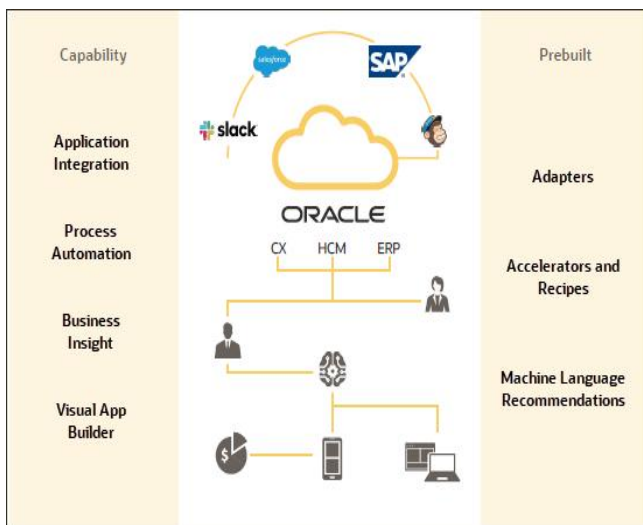 Capability
Prebuilt
salesforce
SAP
slack
Application
Integration
Adapters
ORACLE
Process
Automation
CX HCM ERP
Accelerators and
Recipes
Business
Insight
Machine Language
Recommendations
Visual App
Builder
$